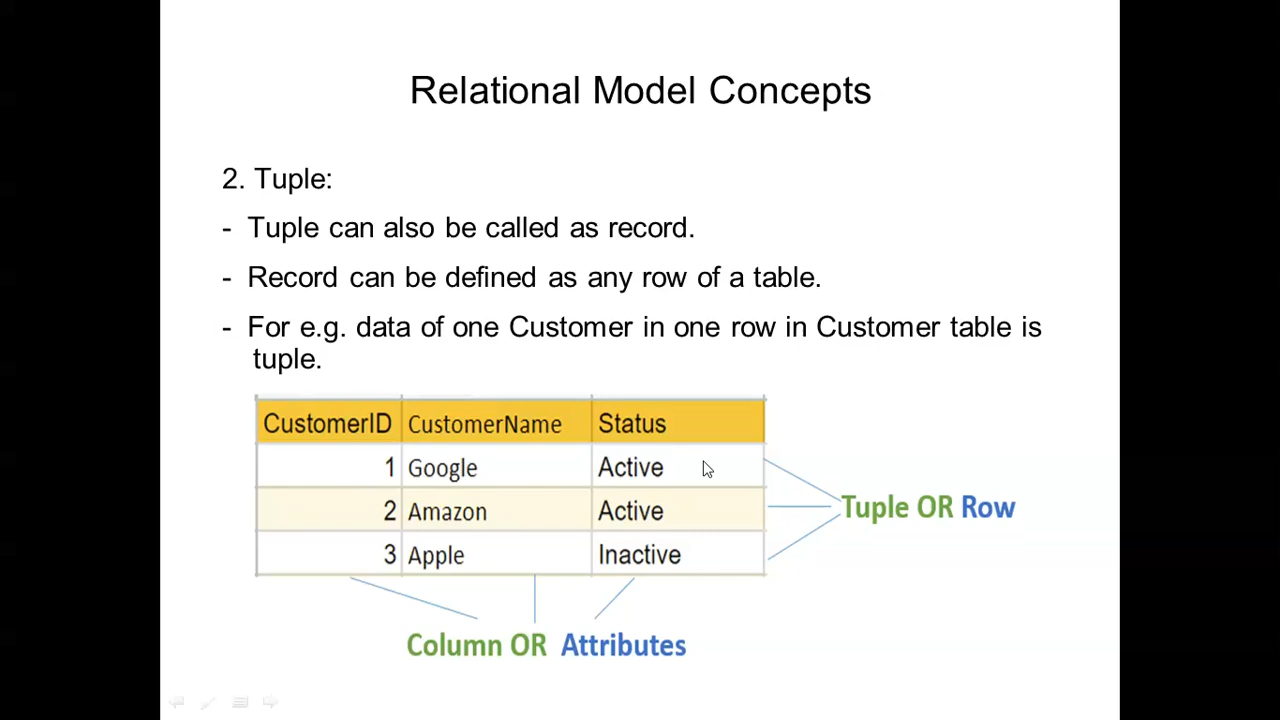 Relational Model Concepts
2. Tuple:
- Tuple can also be called as record.
- Record can be defined as any row of a table.
- For e.g. data of one Customer in one row in Customer table is
tuple.
CustomerID CustomerName Status
1 Google Active
2 Amazon Active
3 Apple Inactive
Tuple OR Row
Column OR Attributes